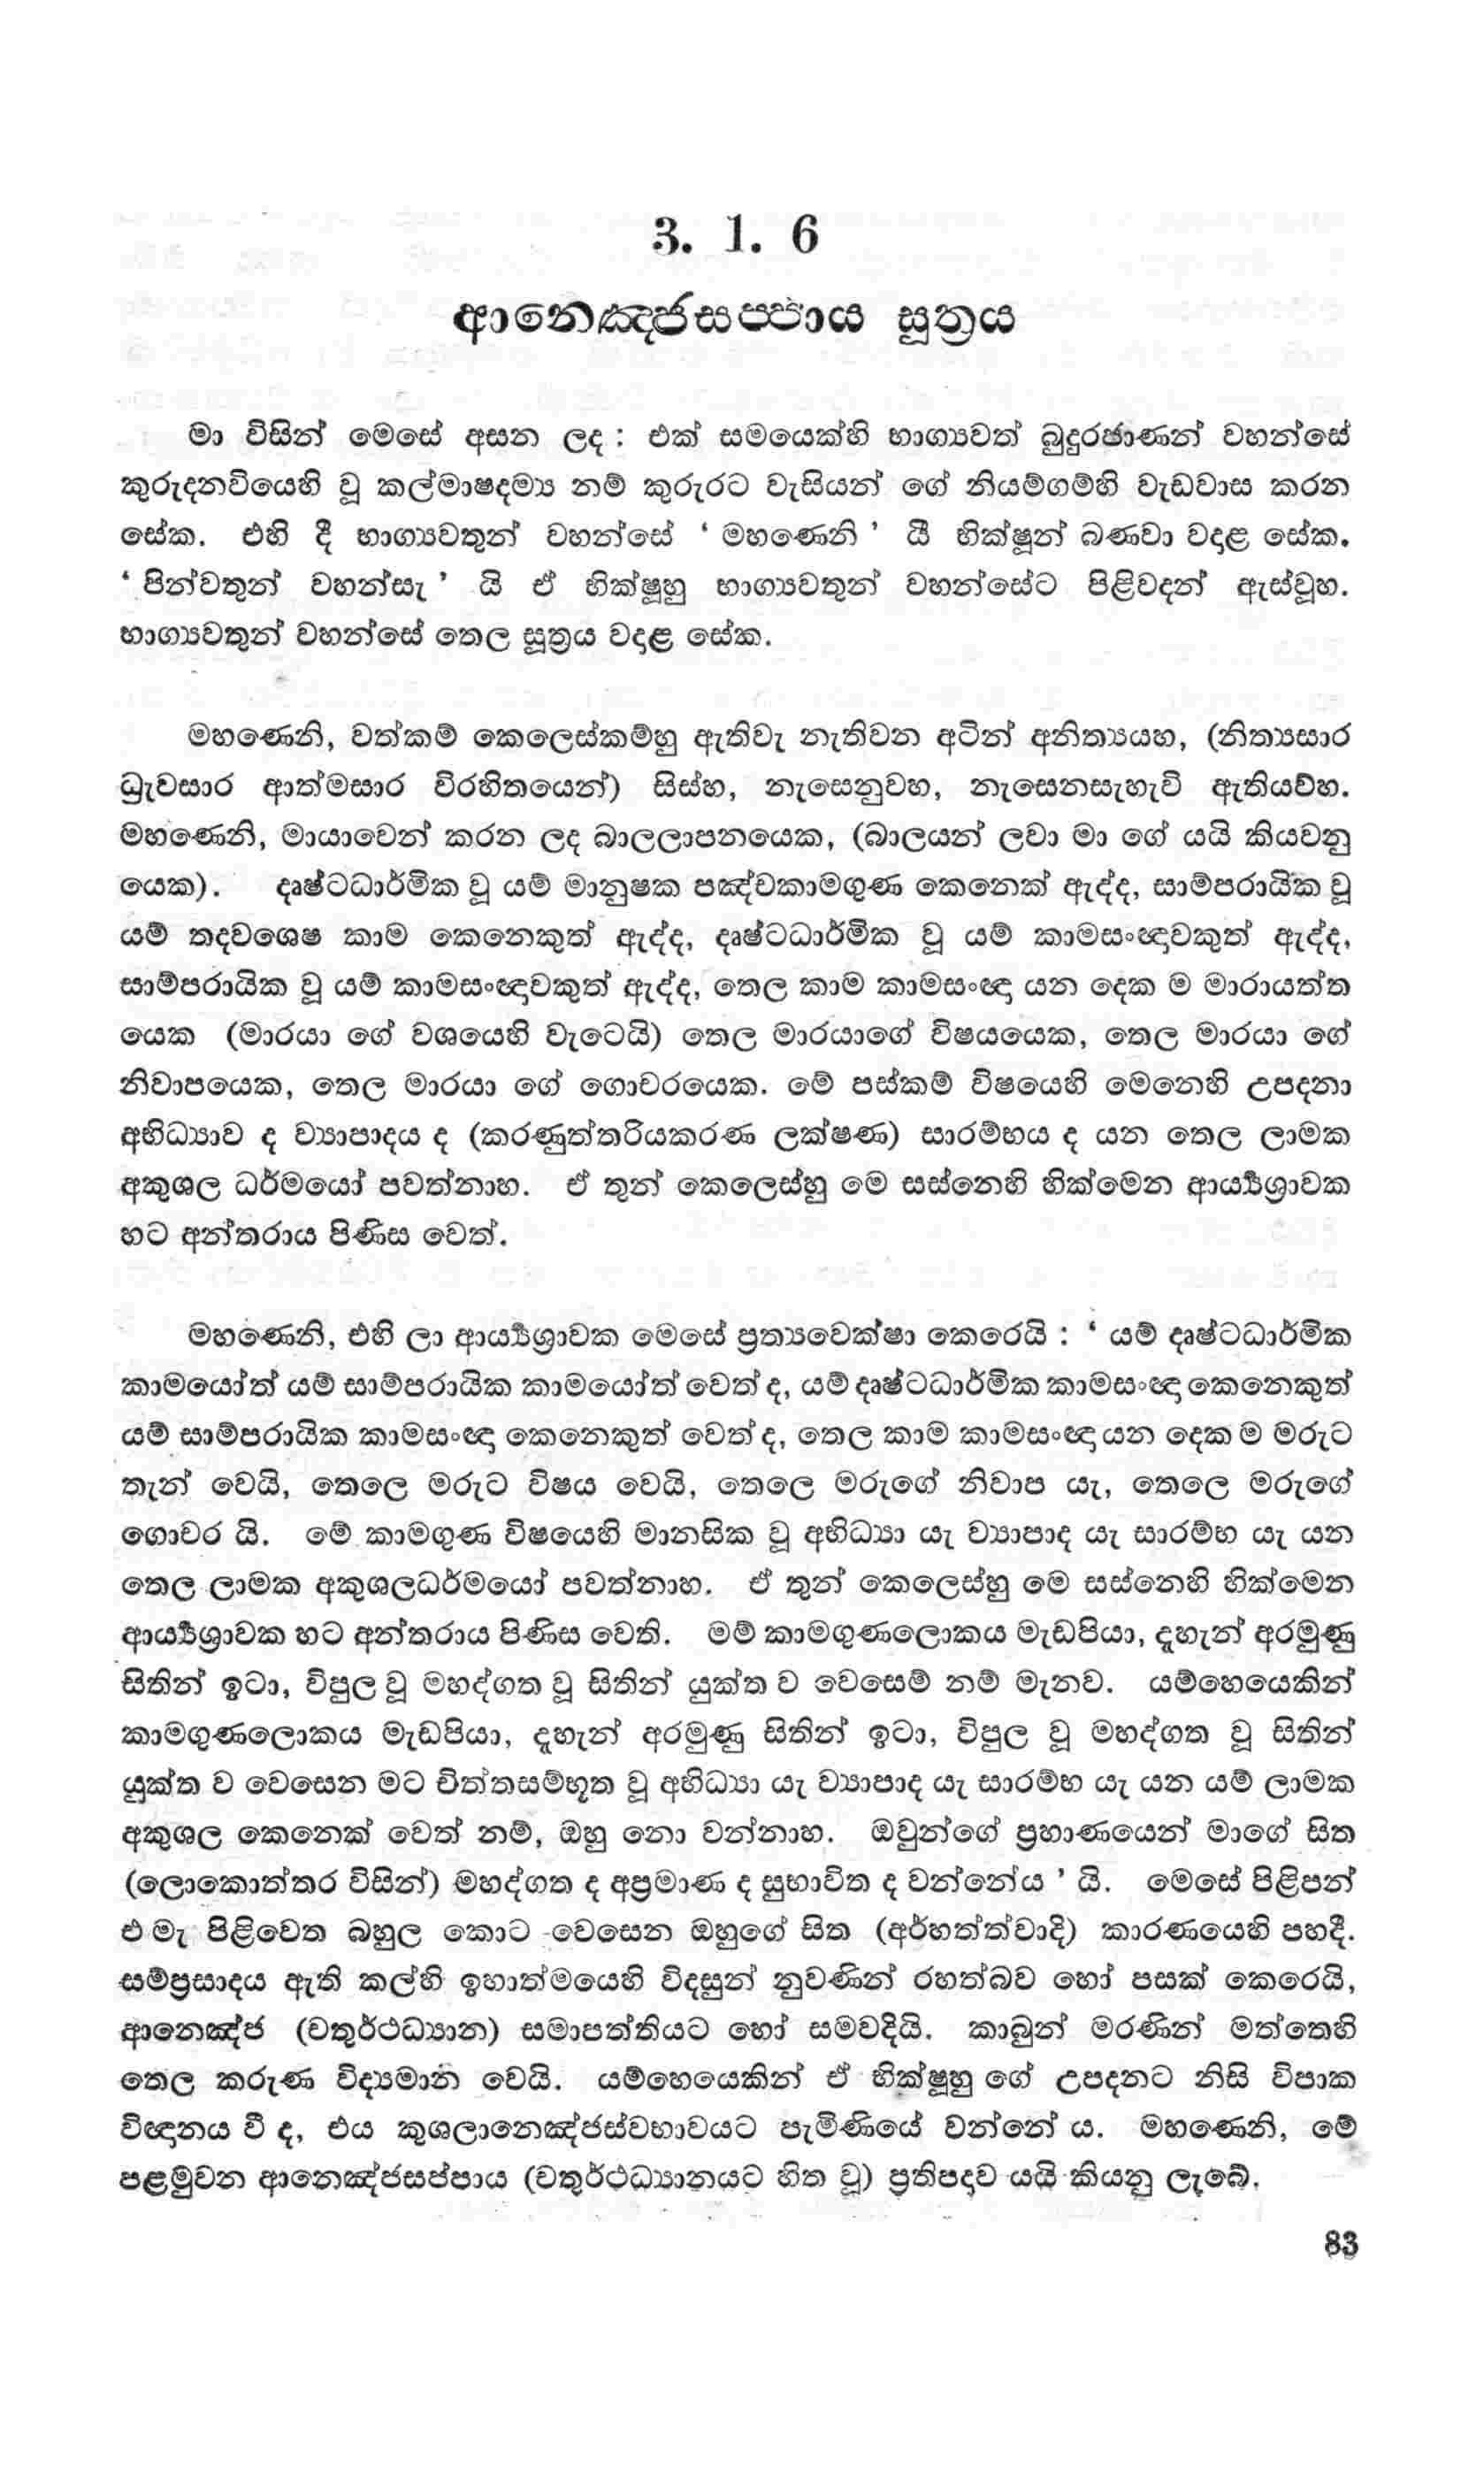 3. 1. 6
ආනෙඤ්ජසප්පාය සූත්‍රය
මා විසින් මෙසේ අසන ලද : එක් සමයෙක්හි භාග්‍යවත් බුදුරජාණන් වහන්සේ
කුරුදනවියෙහි වූ කල්මාෂදම්‍ය නම් කුරුරට වැසියන් ගේ නියම්ගම්හි වැඩවාස කරන
සේක. එහි දී භාග්‍යවතුන් වහන්සේ ‘ මහණෙනි ’ යී භික්ෂූන් බණවා වදාළ සේක.
‘ පින්වතුන් වහන්සැ ’ යි ඒ භික්ෂූහු භාග්‍යවතුන් වහන්සේට පිළිවදන් ඇස්වූහ.
භාග්‍යවතුන් වහන්සේ තෙල සූත්‍රය වදාළ සේක.
මහණෙනි, වත්කම් කෙලෙස්කම්හු ඇතිවැ නැතිවන අටින් අනිත්‍යයහ, (නිත්‍යසාර
ධ්‍රැවසාර ආත්මසාර විරහිතයෙන්) සිස්හ, නැසෙනුවහ, නැසෙනසැහැවි ඇතියව්හ.
මහණෙනි, මායාවෙන් කරන ලද බාලලාපනයෙක, (බාලයන් ලවා මා ගේ යයි කියවනු
යෙක). දෘෂ්ටධාර්මික වූ යම් මානුෂක පඤ්චකාමගුණ කෙනෙක් ඇද්ද, සාම්පරායික වූ
යම් තදවශෙෂ කාම කෙනෙකුත් ඇද්ද, දෘෂ්ටධාර්මික වූ යම් කාමසංඥාවකුත් ඇද්ද,
සාම්පරායික වූ යම් කාමසංඥාවකුත් ඇද්ද, තෙල කාම කාමසංඥා යන දෙක ම මාරායත්ත
යෙක (මාරයා ගේ වශයෙහි වැටෙයි) තෙල මාරයාගේ විෂයයෙක, තෙල මාරයා ගේ
නිවාපයෙක, තෙල මාරයා ගේ ගොචරයෙක. මේ පස්කම් විෂයෙහි මෙනෙහි උපදනා
අභිධ්‍යාව ද ව්‍යාපාදය ද (කරණුත්තරියකරණ ලක්ෂණ) සාරම්භය ද යන තෙල ලාමක
අකුශල ධර්මයෝ පවත්නාහ. ඒ තුන් කෙලෙස්හු මෙ සස්නෙහි හික්මෙන ආර්‍ය්‍යශ්‍රාවක
හට අන්තරාය පිණිස වෙත්.
මහණෙනි, එහි ලා ආර්‍ය්‍යශ්‍රාවක මෙසේ ප්‍රත්‍යවෙක්ෂා කෙරෙයි : ‘ යම් දෘෂ්ටධාර්මික
කාමයෝත් යම් සාම්පරායික කාමයෝත් වෙත් ද, යම් දෘෂ්ටධාර්මික කාමසංඥා කෙනෙකුත්
යම් සාම්පරායික කාමසංඥා කෙනෙකුත් වෙත් ද, තෙල කාම කාමසංඥා යන දෙක ම මරුට
තැන් වෙයි, තෙලෙ මරුට විෂය වෙයි, තෙලෙ මරුගේ නිවාප යැ, තෙලෙ මරුගේ
ගොචර යි. මේ කාමගුණ විෂයෙහි මානසික වූ අභිධ්‍යා යැ ව්‍යාපාද යැ සාරම්භ යැ යන
තෙල ලාමක අකුශලධර්මයෝ පවත්නාහ. ඒ තුන් කෙලෙස්හු මෙ සස්නෙහි හික්මෙන
ආර්‍ය්‍යශ්‍රාවක හට අන්තරාය පිණිස වෙති. මම් කාමගුණලොකය මැඩපියා, දැහැන් අරමුණු
සිතින් ඉටා, විපුල වූ මහද්ගත වූ සිතින් යුක්ත ව වෙසෙම් නම් මැනව. යම්හෙයෙකින්
කාමගුණලොකය මැඩපියා, දැහැන් අරමුණු සිතින් ඉටා, විපුල වූ මහද්ගත වූ සිතින්
යුක්ත ව වෙසෙන මට චිත්තසම්භූත වූ අභිධ්‍යා යැ ව්‍යාපාද යැ සාරම්භ යැ යන යම් ලාමක
අකුශල කෙනෙක් වෙත් නම්, ඔහු නො වන්නාහ. ඔවුන්ගේ ප්‍රහාණයෙන් මාගේ සිත
(ලොකොත්තර විසින්) මහද්ගත ද අප්‍රමාණ ද සුභාවිත ද වන්නේය ’ යි. මෙසේ පිළිපන්
එ මැ පිළිවෙත බහුල කොට වෙසෙන ඔහුගේ සිත (අර්හත්ත්වාදි) කාරණයෙහි පහදී.
සම්ප්‍රසාදය ඇති කල්හි ඉහාත්මයෙහි විදසුන් නුවණින් රහත්බව හෝ පසක් කෙරෙයි,
ආනෙඤ්ජ (චතුර්ථධ්‍යාන) සමාපත්තියට හෝ සමවදියි. කාබුන් මරණින් මත්තෙහි
තෙල කරුණ විද්‍යමාන වෙයි. යම්හෙයෙකින් ඒ භික්ෂූහු ගේ උපදනට නිසි විපාක
විඥානය වී ද, එය කුශලානෙඤ්ජස්වභාවයට පැමිණියේ වන්නේ ය. මහණෙනි, මේ
පළමුවන ආනෙඤ්ජසප්පාය (චතුර්ථධ්‍යානයට හිත වූ) ප්‍රතිපදාව යයි කියනු ලැබේ.
83